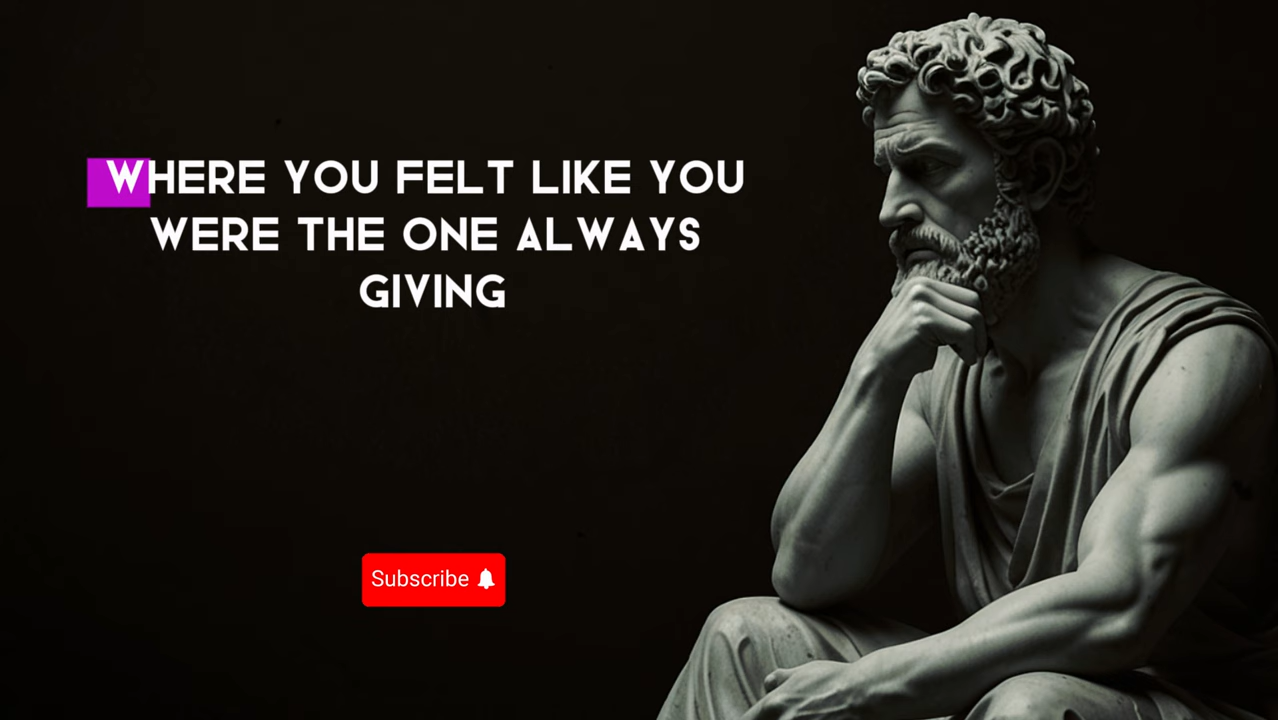 WHERE YOU FELT LIKE YOU
WERE THE ONE ALWAYS
GIVING
Subscribe